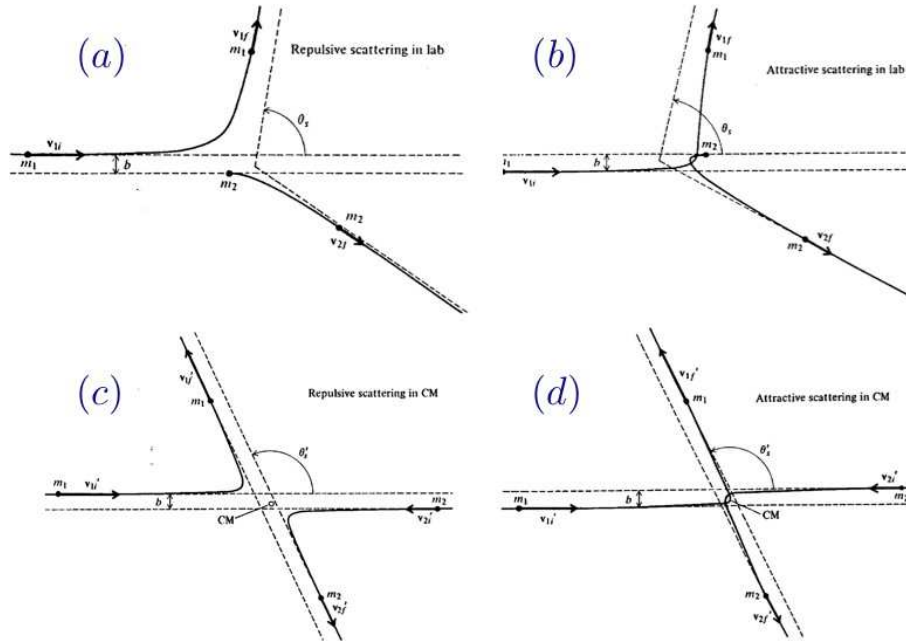 (a)
v1f
m1
Repulsive scattering in lab
θs
v1i
m1
b
m2
m2
v2f
(b)
v1f
m1
Attractive scattering in lab
θs
m2
b
v1i
v2f
m2
(c)
v1f'
m1
Repulsive scattering in CM
θs'
m1
v1i'
b
CM
m2
v2i'
m2
v2f'
(d)
v1f'
m1
Attractive scattering in CM
θs'
v2i'
m1
b
m2
v1i'
CM
m2
v2f'